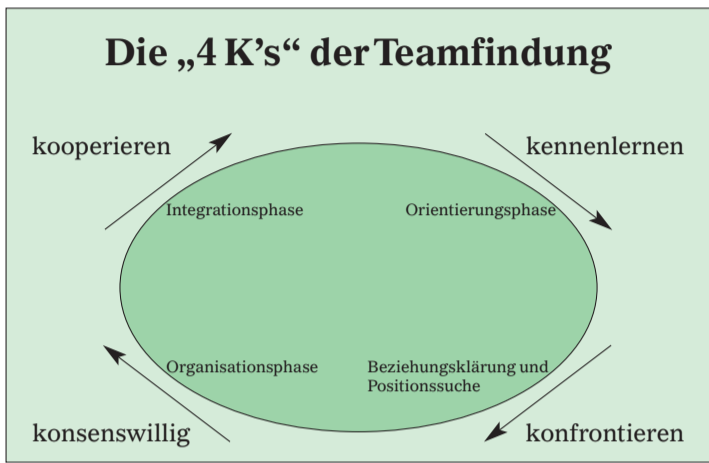 Die „4 K’s“ der Teamfindung
kooperieren
kennenlernen
Integrationsphase
Orientierungsphase
Organisationsphase
Beziehungsklärung und
Positionssuche
konsenswillig
konfrontieren